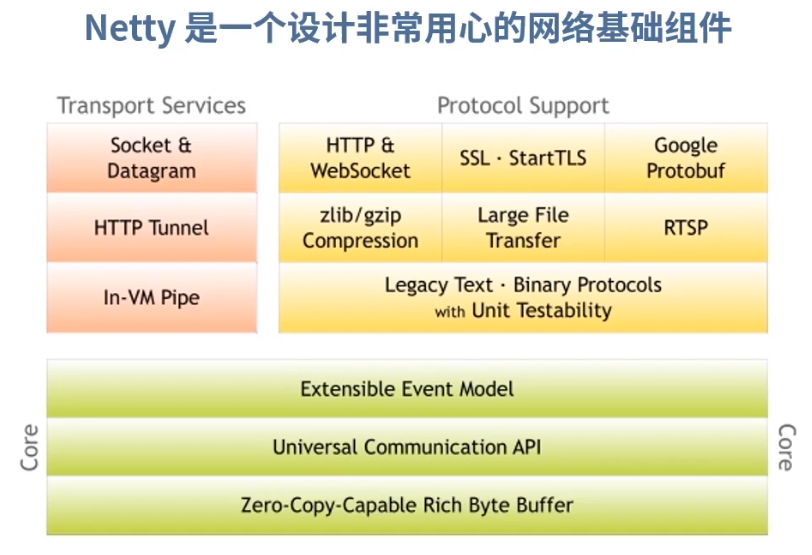 Netty 是一个设计非常用心的网络基础组件
Transport Services
Socket &
Datagram
HTTP Tunnel
In-VM Pipe
Protocol Support
HTTP &
WebSocket
SSL · StartTLS
Google
Protobuf
zlib/gzip
Compression
Large File
Transfer
RTSP
Legacy Text · Binary Protocols
with Unit Testability
Core
Extensible Event Model
Universal Communication API
Zero-Copy-Capable Rich Byte Buffer
Core